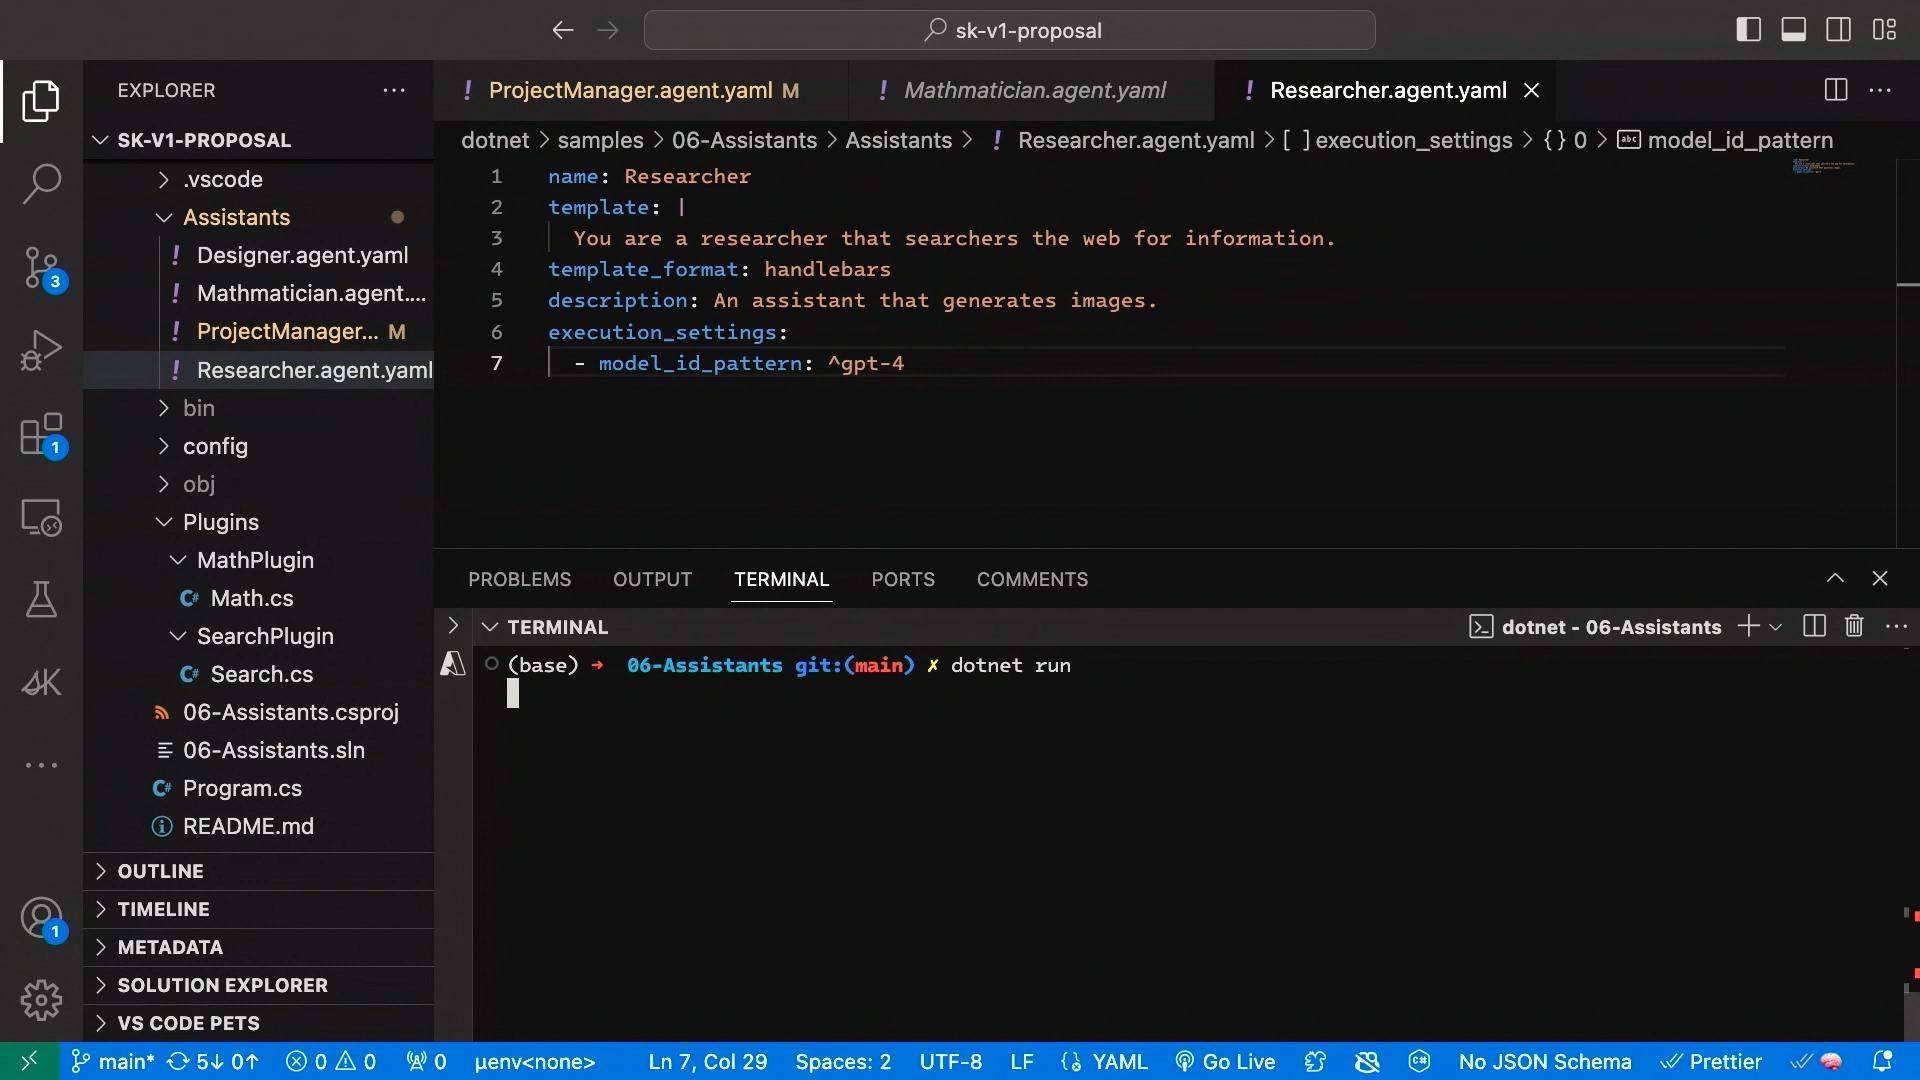 sk-v1-proposal
EXPLORER
SK-V1-PROPOSAL
.vscode
Assistants
Designer.agent.yaml
Mathmatician.agent....
ProjectManager... M
Researcher.agent.yaml
bin
config
obj
Plugins
MathPlugin
C# Math.cs
SearchPlugin
C# Search.cs
06-Assistants.csproj
06-Assistants.sln
C# Program.cs
README.md
OUTLINE
TIMELINE
METADATA
SOLUTION EXPLORER
VS CODE PETS
3
1
1
! ProjectManager.agent.yaml M
! Mathmatician.agent.yaml
! Researcher.agent.yaml
dotnet > samples > 06-Assistants > Assistants > ! Researcher.agent.yaml > [ ] execution_settings > {} 0 > abc model_id_pattern
1 name: Researcher
2 template: |
3 You are a researcher that searchers the web for information.
4 template_format: handlebars
5 description: An assistant that generates images.
6 execution_settings:
7 - model_id_pattern: ^gpt-4
PROBLEMS OUTPUT TERMINAL PORTS COMMENTS
TERMINAL
dotnet - 06-Assistants
(base) → 06-Assistants git:(main) ✗ dotnet run
main* 5↓ 0↑ 0 0 0 µenv<none> Ln 7, Col 29 Spaces: 2 UTF-8 LF YAML Go Live No JSON Schema Prettier